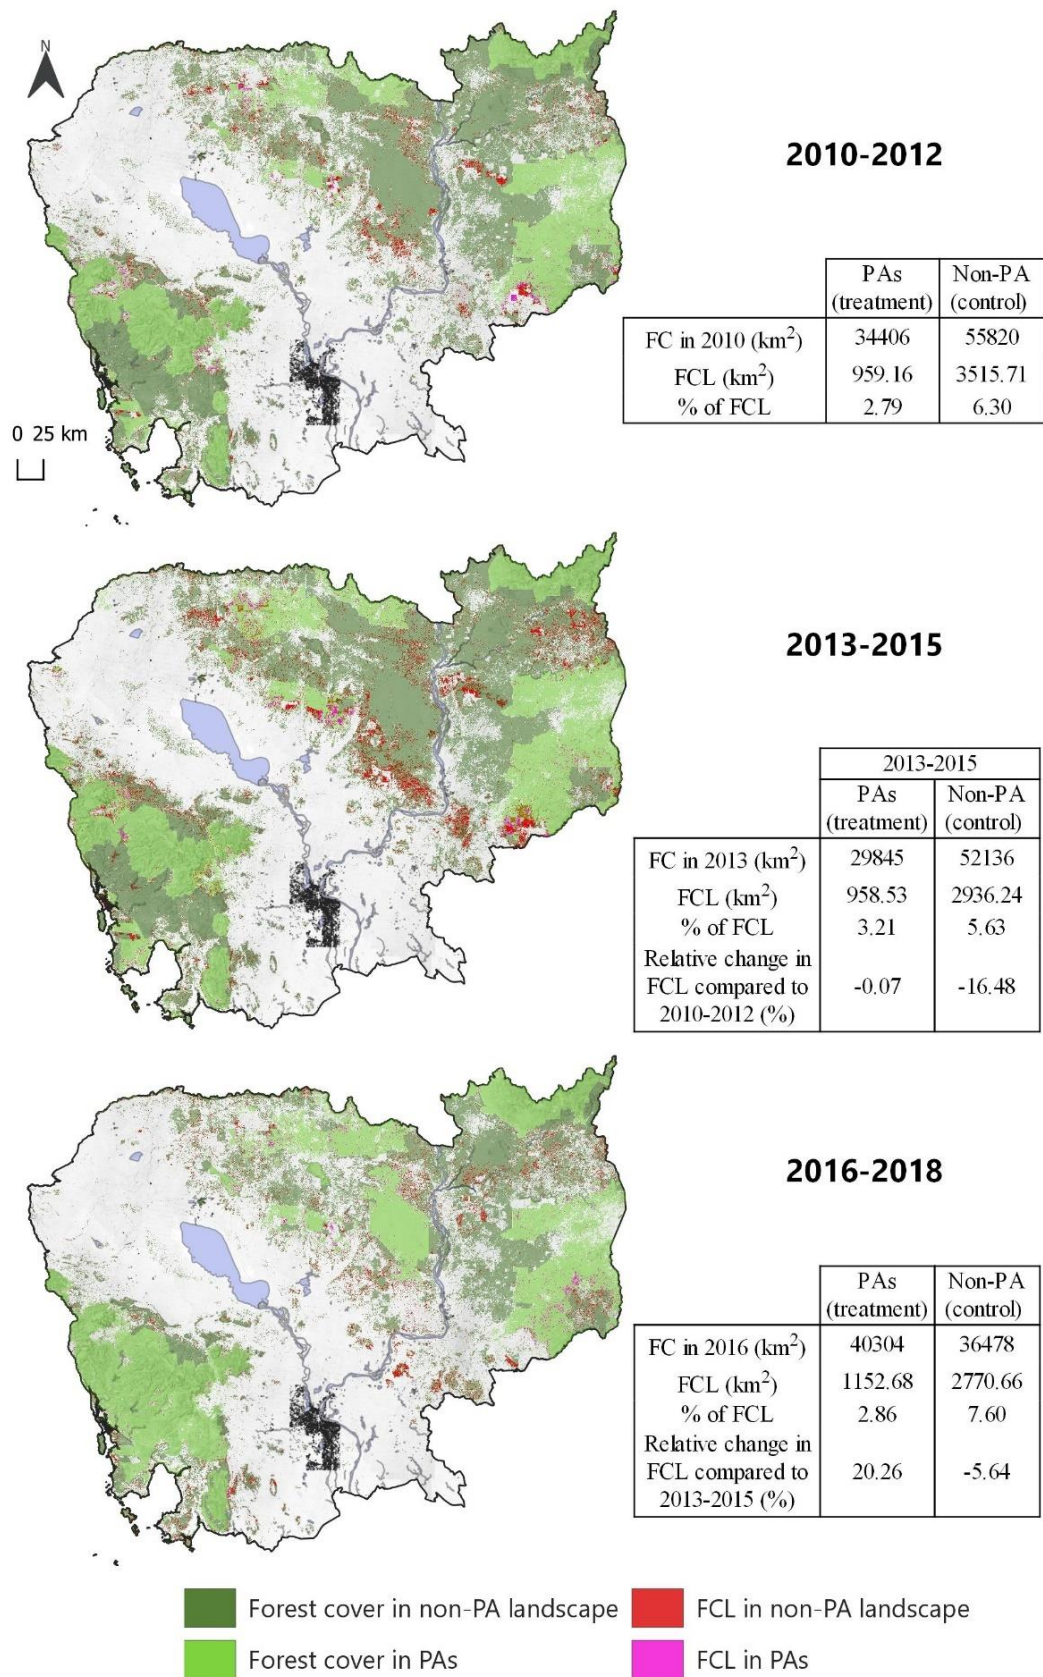 N
2010-2012
PAs (treatment) Non-PA (control)
FC in 2010 (km²) 34406 55820
FCL (km²) 959.16 3515.71
% of FCL 2.79 6.30
0 25 km
2013-2015
2013-2015
PAs (treatment) Non-PA (control)
FC in 2013 (km²) 29845 52136
FCL (km²) 958.53 2936.24
% of FCL 3.21 5.63
Relative change in FCL compared to 2010-2012 (%) -0.07 -16.48
2016-2018
PAs (treatment) Non-PA (control)
FC in 2016 (km²) 40304 36478
FCL (km²) 1152.68 2770.66
% of FCL 2.86 7.60
Relative change in FCL compared to 2013-2015 (%) 20.26 -5.64
Forest cover in non-PA landscape FCL in non-PA landscape
Forest cover in PAs FCL in PAs